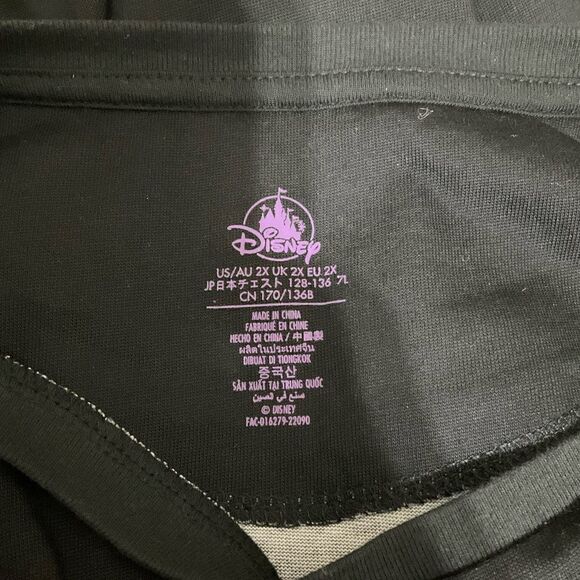 Disney
US/AU 2X UK 2X EU 2X
JP日本チェスト 128-136 7L
CN 170/136B
MADE IN CHINA
FABRIQUÉ EN CHINE
HECHO EN CHINA / 中國製
ผลิตในประเทศจีน
DIBUAT DI TIONGKOK
중국산
SẢN XUẤT TẠI TRUNG QUỐC
صنع في الصين
© DISNEY
FAC-016279-22090